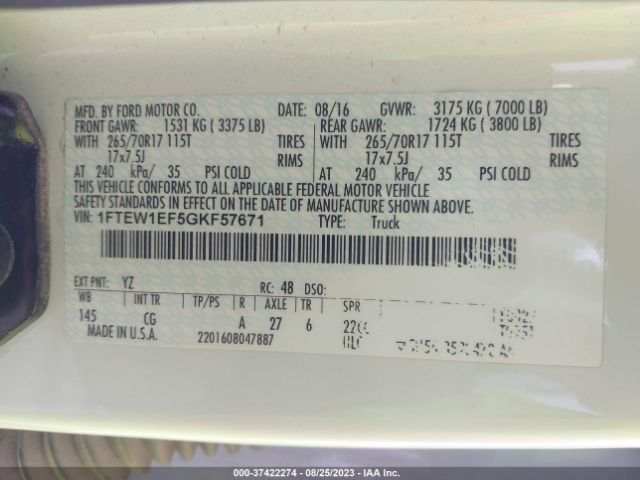 MFD. BY FORD MOTOR CO. DATE: 08/16 GVWR: 3175 KG ( 7000 LB)
FRONT GAWR: 1531 KG ( 3375 LB) REAR GAWR: 1724 KG ( 3800 LB)
WITH 265/70R17 115T TIRES WITH 265/70R17 115T TIRES
17x7.5J RIMS 17x7.5J RIMS
AT 240 kPa/ 35 PSI COLD AT 240 kPa/ 35 PSI COLD
THIS VEHICLE CONFORMS TO ALL APPLICABLE FEDERAL MOTOR VEHICLE
SAFETY STANDARDS IN EFFECT ON THE DATE OF MANUFACTURE SHOWN ABOVE.
VIN: 1FTEW1EF5GKF57671 TYPE: Truck
EXT PNT: YZ RC: 48 DSO:
WB INT TR TP/PS R AXLE TR SPR
145 CG A 27 6
MADE IN U.S.A. 2201608047887
000-37422274 - 08/25/2023 - IAA Inc.